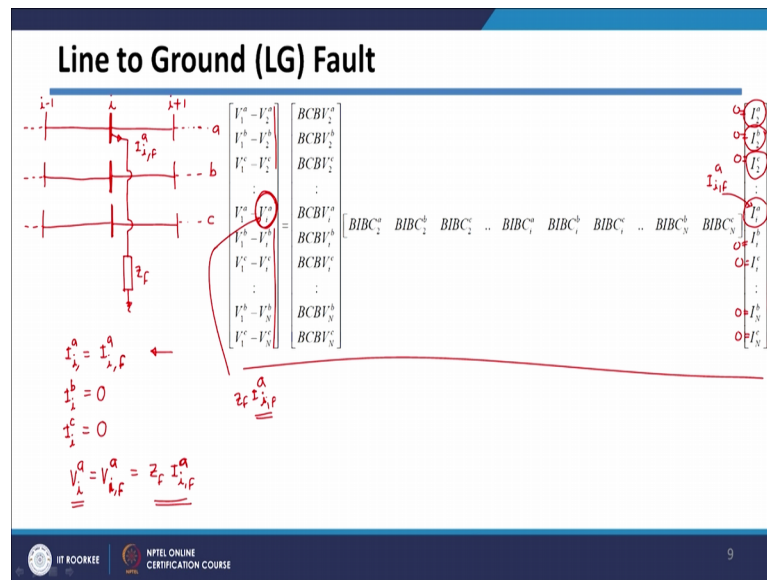 Line to Ground (LG) Fault
i-1 i i+1
a
I^a_{i,F}
b
c
Z_F
I^a_i = I^a_{i,F} ←
I^b_i = 0
I^c_i = 0
V^a_i = V^a_{i,F} = Z_F I^a_{i,F}
V_1^a - V_2^a
V_1^b - V_2^b
V_1^c - V_2^c
:
V_1^a - V_i^a
V_1^b - V_i^b
V_1^c - V_i^c
:
V_1^b - V_N^b
V_1^c - V_N^c
Z_F I^a_{i,F}
=
BCBV_2^a
BCBV_2^b
BCBV_2^c
:
BCBV_i^a
BCBV_i^b
BCBV_i^c
:
BCBV_N^b
BCBV_N^c
[BIBC_2^a BIBC_2^b BIBC_2^c .. BIBC_i^a BIBC_i^b BIBC_i^c .. BIBC_N^b BIBC_N^c]
0= I_2^a
0= I_2^b
0= I_2^c
:
I^a_{i,F}
I_i^a
0= I_i^b
0= I_i^c
:
0= I_N^b
0= I_N^c
IIT ROORKEE
NPTEL ONLINE
CERTIFICATION COURSE
9